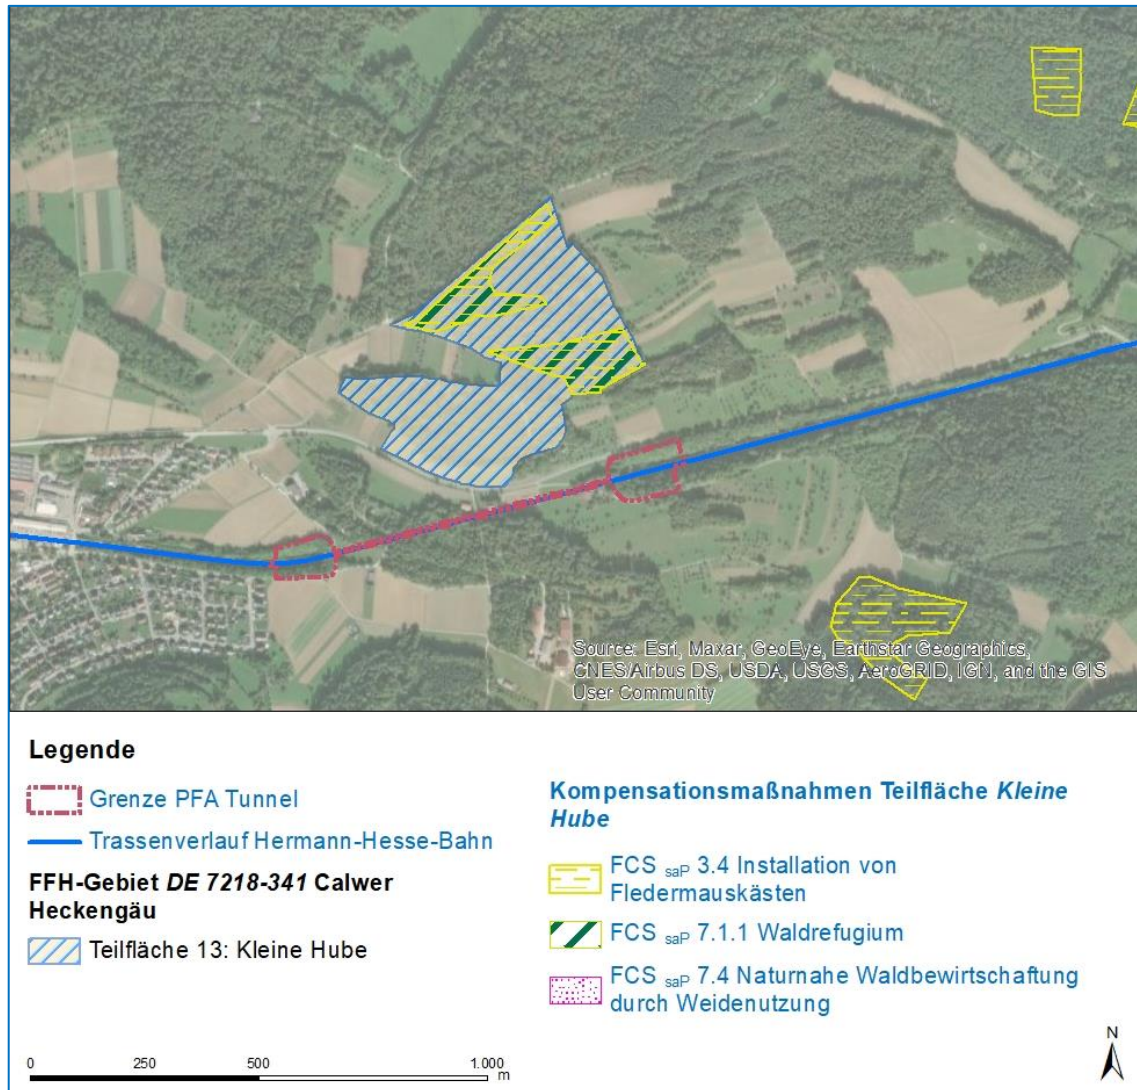 Source: Esri, Maxar, GeoEye, Earthstar Geographics,
CNES/Airbus DS, USDA, USGS, AeroGRID, IGN, and the GIS
User Community
Legende
Grenze PFA Tunnel
Trassenverlauf Hermann-Hesse-Bahn
FFH-Gebiet DE 7218-341 Calwer
Heckengäu
Teilfläche 13: Kleine Hube
0 250 500 1.000
m
Kompensationsmaßnahmen Teilfläche Kleine
Hube
FCS saP 3.4 Installation von
Fledermauskästen
FCS saP 7.1.1 Waldrefugium
FCS saP 7.4 Naturnahe Waldbewirtschaftung
durch Weidenutzung
N